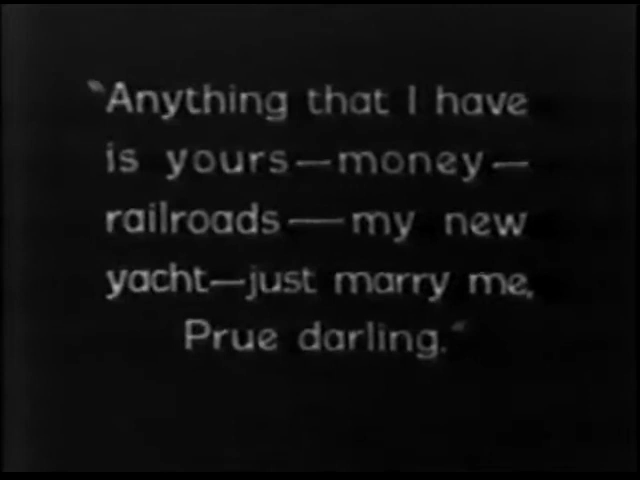 "Anything that I have
is yours—money—
railroads—my new
yacht—just marry me,
Prue darling."